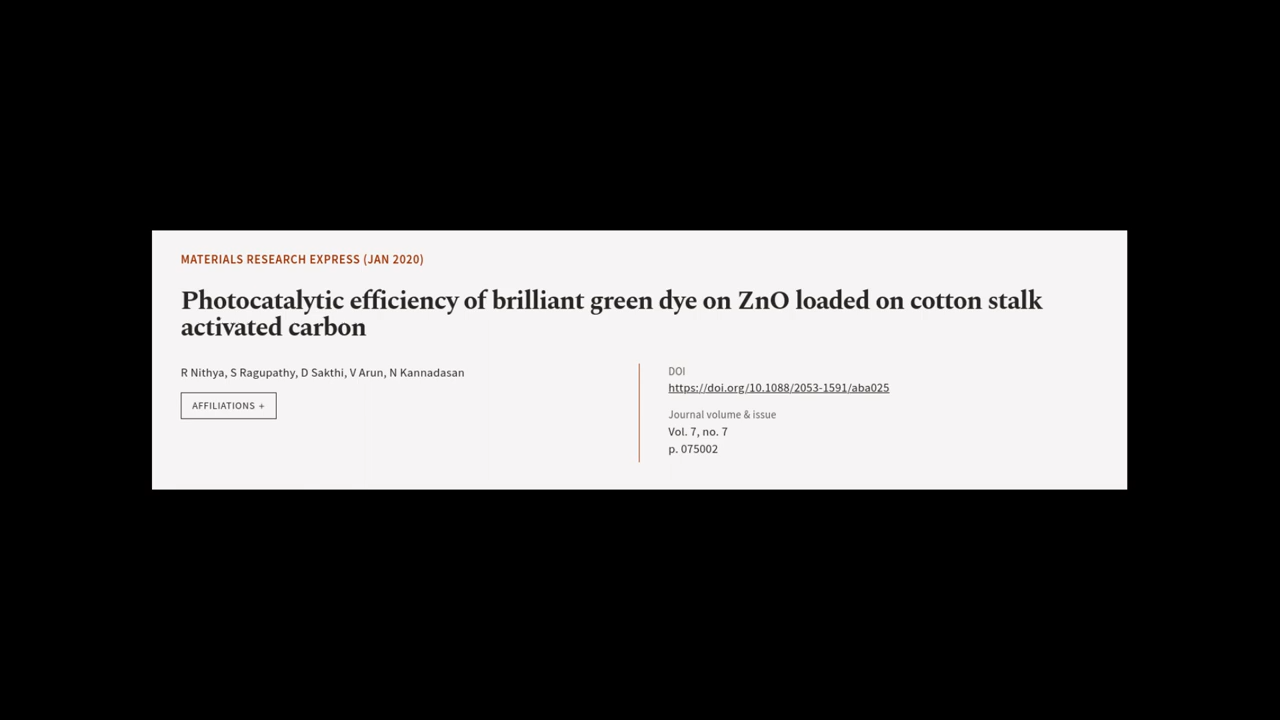 MATERIALS RESEARCH EXPRESS (JAN 2020)
Photocatalytic efficiency of brilliant green dye on ZnO loaded on cotton stalk
activated carbon
R Nithya, S Ragupathy, D Sakthi, V Arun, N Kannadasan
AFFILIATIONS +
DOI
https://doi.org/10.1088/2053-1591/aba025
Journal volume & issue
Vol. 7, no. 7
p. 075002